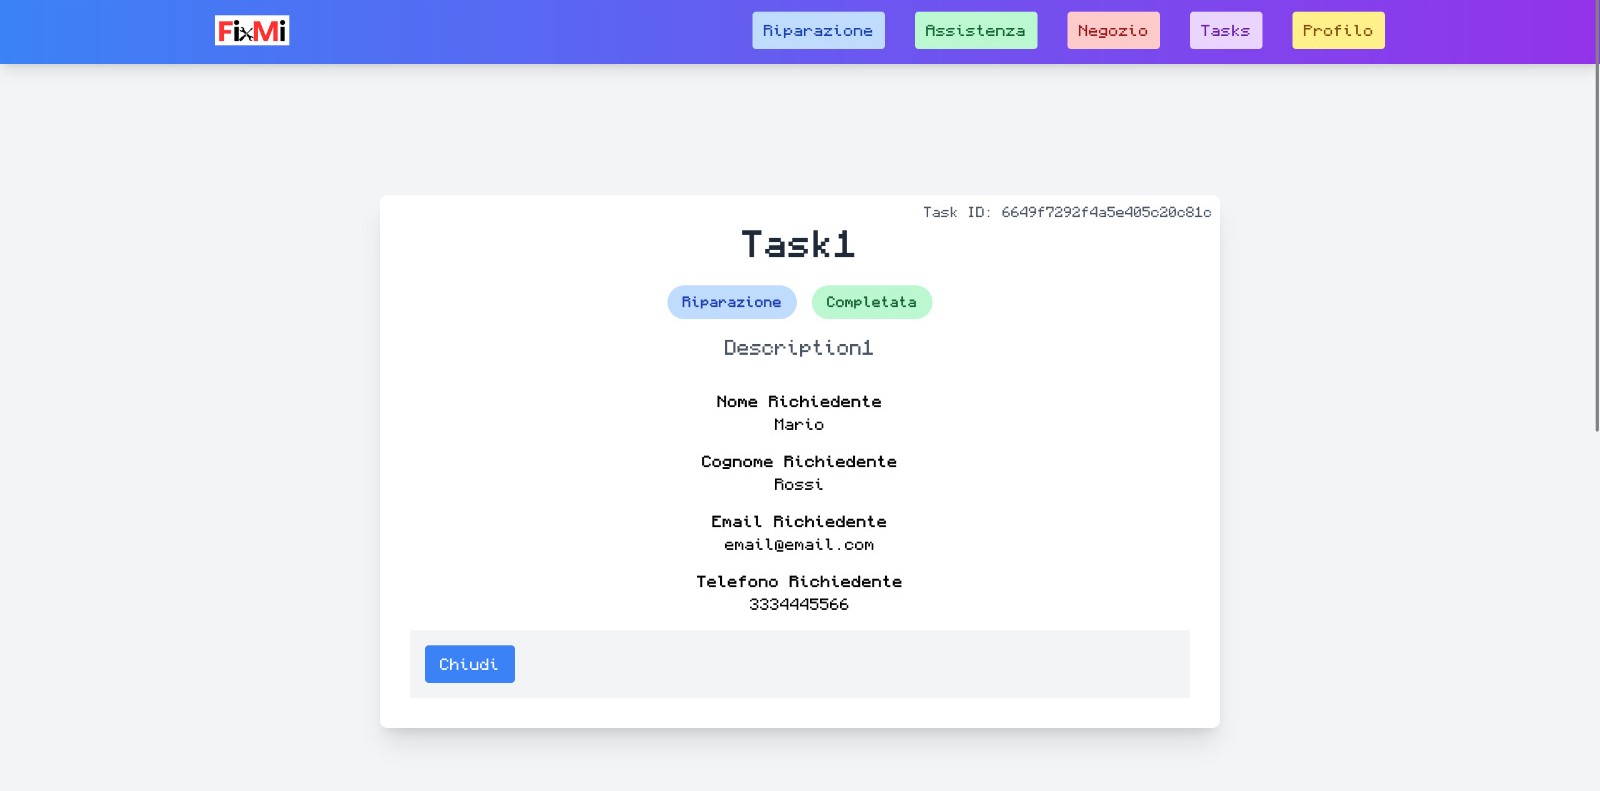 FixMi
Riparazione
Assistenza
Negozio
Tasks
Profilo
Task ID: 6649f7292f4a5e405c20c81c
Task1
Riparazione
Completata
Description1
Nome Richiedente
Mario
Cognome Richiedente
Rossi
Email Richiedente
email@email.com
Telefono Richiedente
3334445566
Chiudi